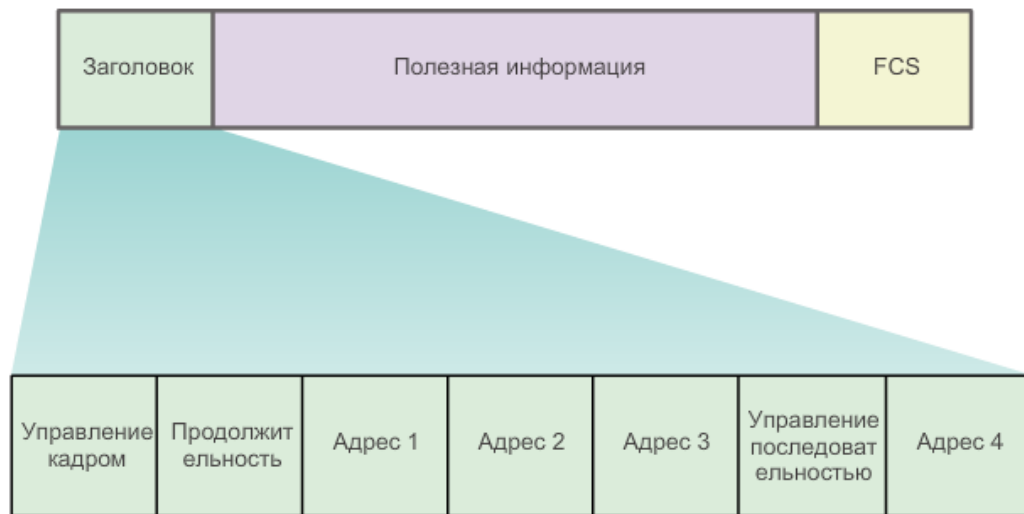 Заголовок
Полезная информация
FCS
Управление
кадром
Продолжит
ельность
Адрес 1
Адрес 2
Адрес 3
Управление
последоват
ельностью
Адрес 4